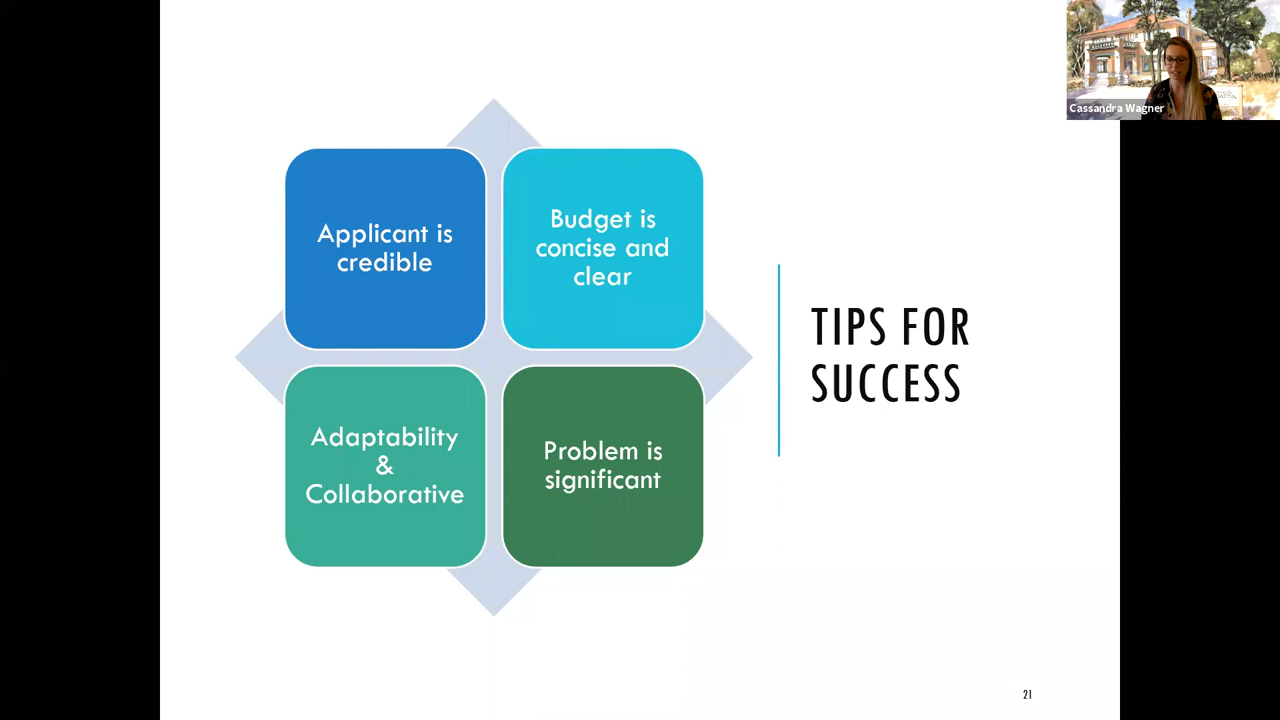 Cassandra Wagner
Applicant is
credible
Budget is
concise and
clear
Adaptability
&
Collaborative
Problem is
significant
TIPS FOR
SUCCESS
21